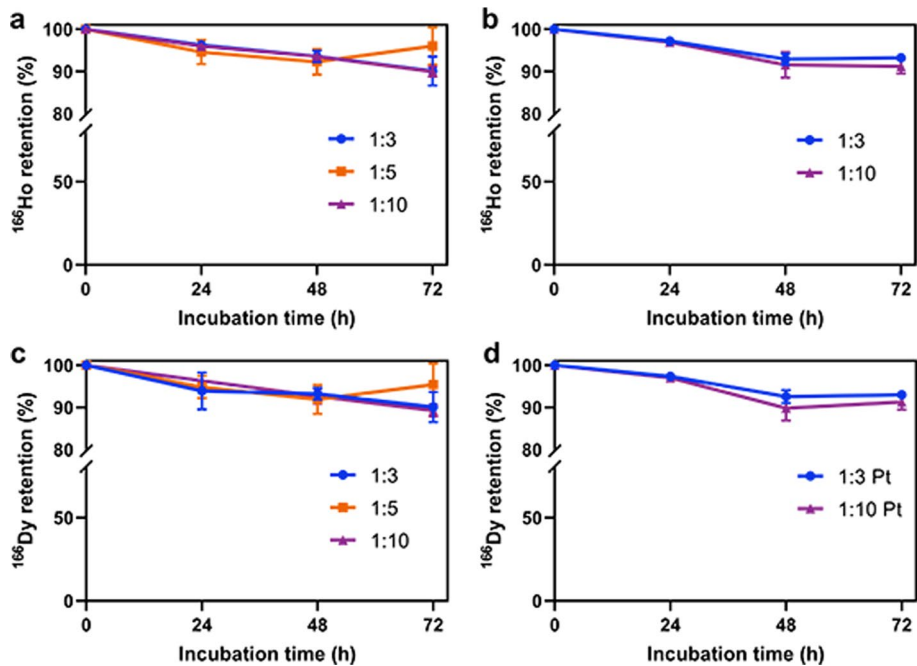 a
¹⁶⁶Ho retention (%)
100
90
80
50
0
1:3
1:5
1:10
0 24 48 72
Incubation time (h)
b
¹⁶⁶Ho retention (%)
100
90
80
50
0
1:3
1:10
0 24 48 72
Incubation time (h)
c
¹⁶⁶Dy retention (%)
100
90
80
50
0
1:3
1:5
1:10
0 24 48 72
Incubation time (h)
d
¹⁶⁶Dy retention (%)
100
90
80
50
0
1:3 Pt
1:10 Pt
0 24 48 72
Incubation time (h)